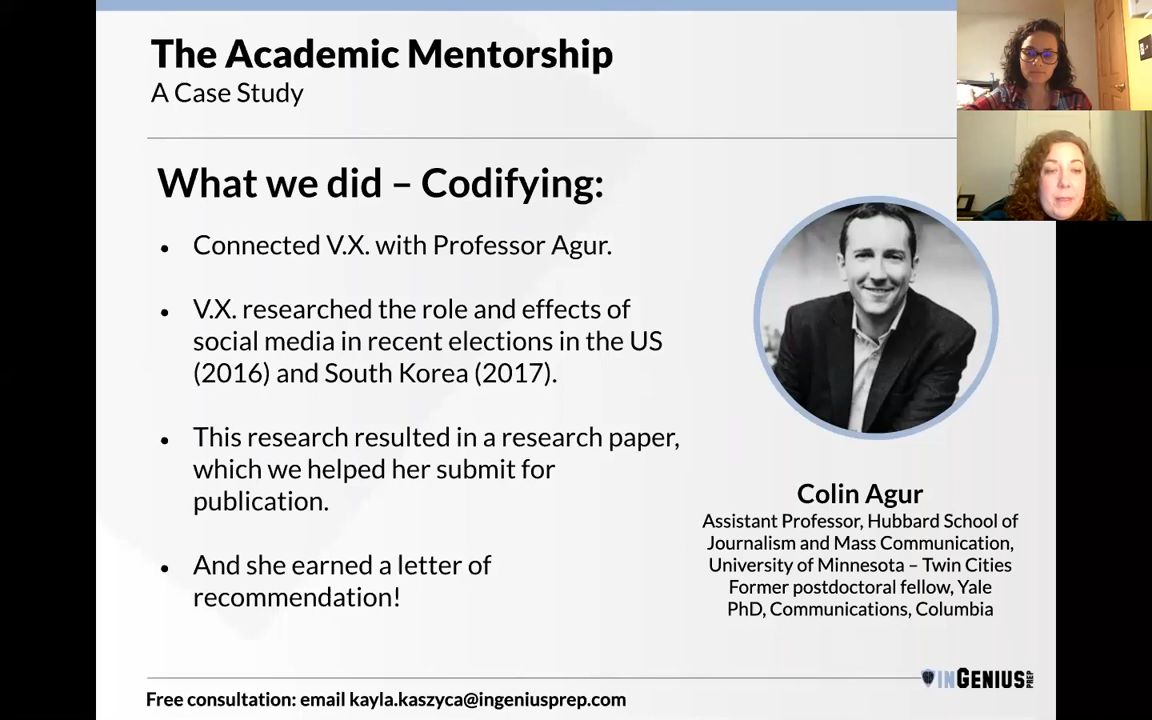 The Academic Mentorship
A Case Study
What we did – Codifying:
• Connected V.X. with Professor Agur.
• V.X. researched the role and effects of
social media in recent elections in the US
(2016) and South Korea (2017).
• This research resulted in a research paper,
which we helped her submit for
publication.
• And she earned a letter of
recommendation!
Colin Agur
Assistant Professor, Hubbard School of
Journalism and Mass Communication,
University of Minnesota – Twin Cities
Former postdoctoral fellow, Yale
PhD, Communications, Columbia
Free consultation: email kayla.kaszyca@ingeniusprep.com
INGENIUS PREP